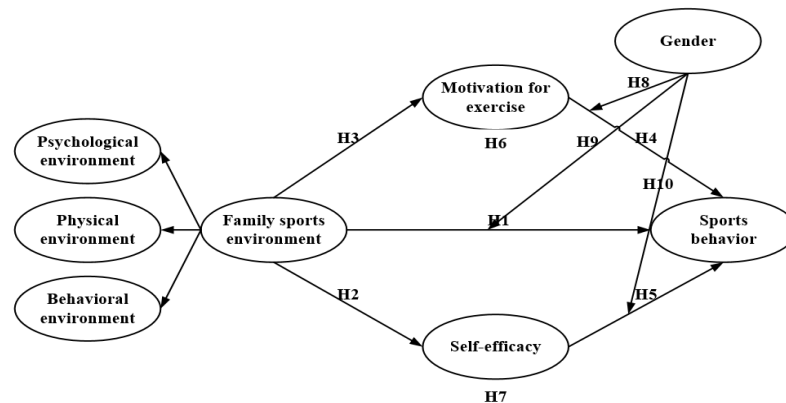 Gender
Motivation for
exercise
H8
H3
H6
H9
H4
Psychological
environment
H10
Physical
environment
Family sports
environment
H1
Sports
behavior
Behavioral
environment
H2
H5
Self-efficacy
H7